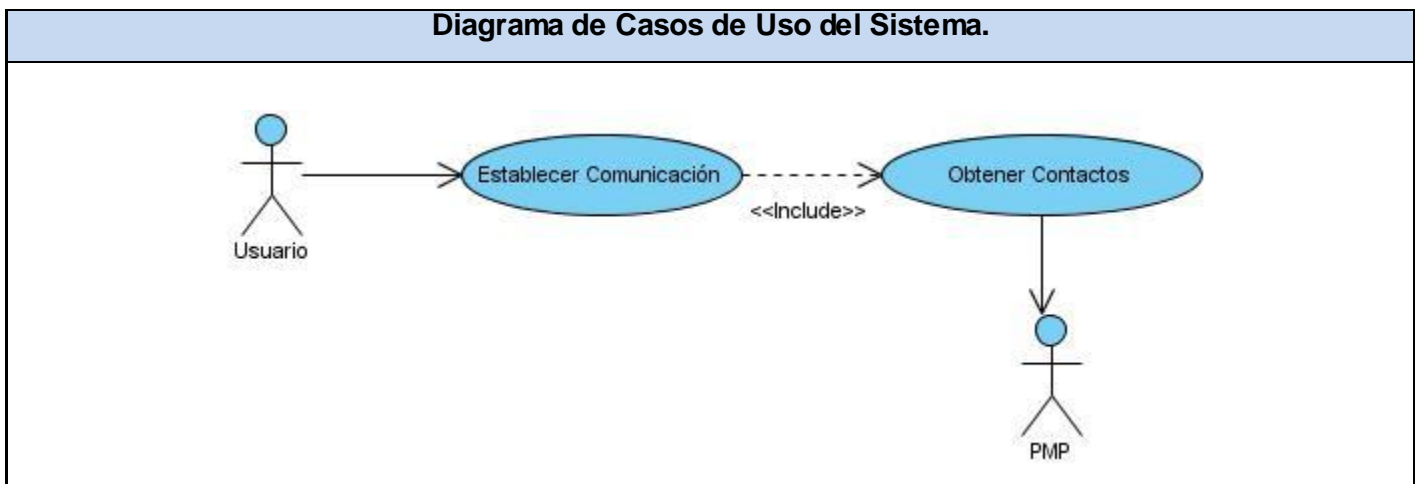 Diagrama de Casos de Uso del Sistema.
Establecer Comunicación
Obtener Contactos
<<Include>>
Usuario
PMP